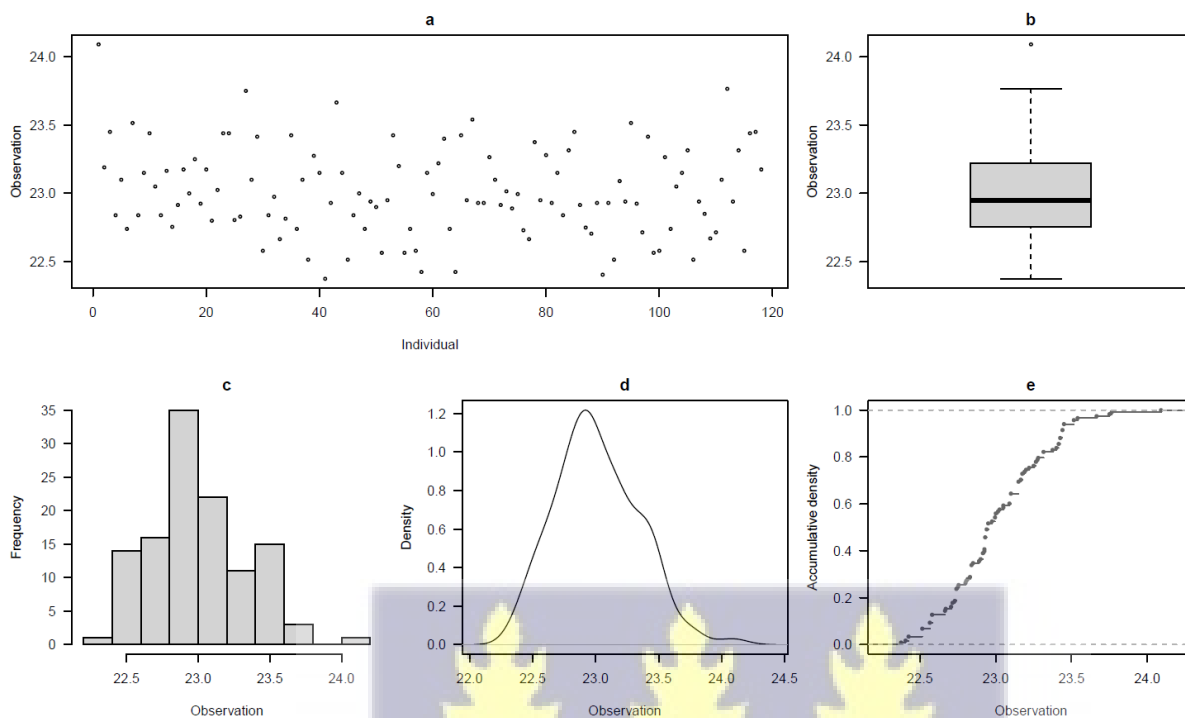 a
24.0
23.5
23.0
22.5
Observation
0 20 40 60 80 100 120
Individual
b
24.0
23.5
23.0
22.5
Observation
c
35
30
25
20
15
10
5
0
Frequency
22.5 23.0 23.5 24.0
Observation
d
1.2
1.0
0.8
0.6
0.4
0.2
0.0
Density
22.0 22.5 23.0 23.5 24.0 24.5
Observation
e
1.0
0.8
0.6
0.4
0.2
0.0
Accumulative density
22.5 23.0 23.5 24.0
Observation